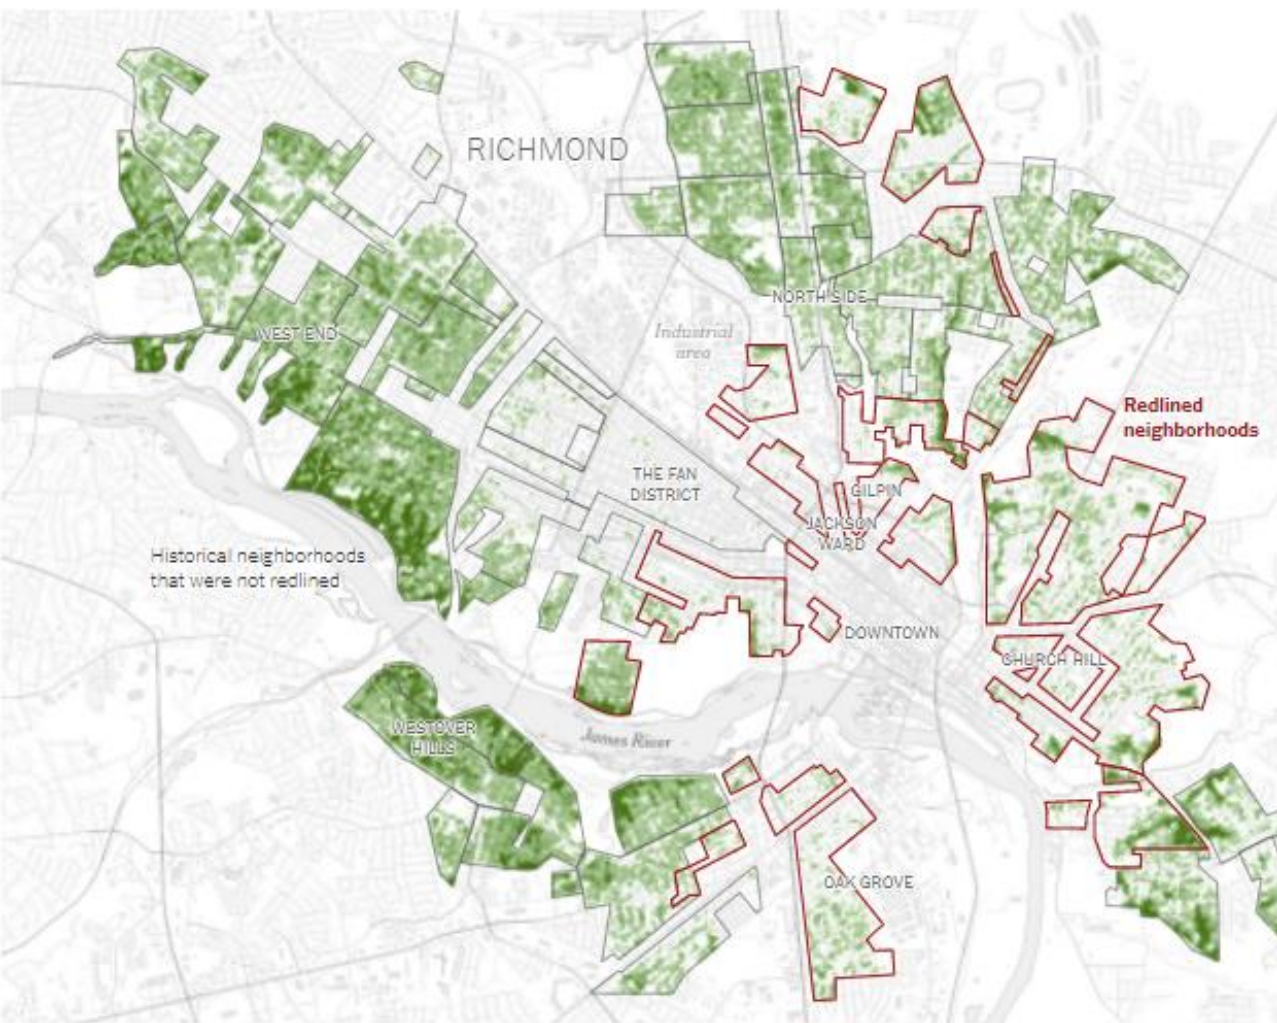 RICHMOND
NORTH SIDE
WEST END
Industrial
area
Redlined
neighborhoods
THE FAN
DISTRICT
GILPIN
JACKSON
WARD
Historical neighborhoods
that were not redlined
DOWNTOWN
CHURCH HILL
WESTOVER
HILLS
James River
OAK GROVE